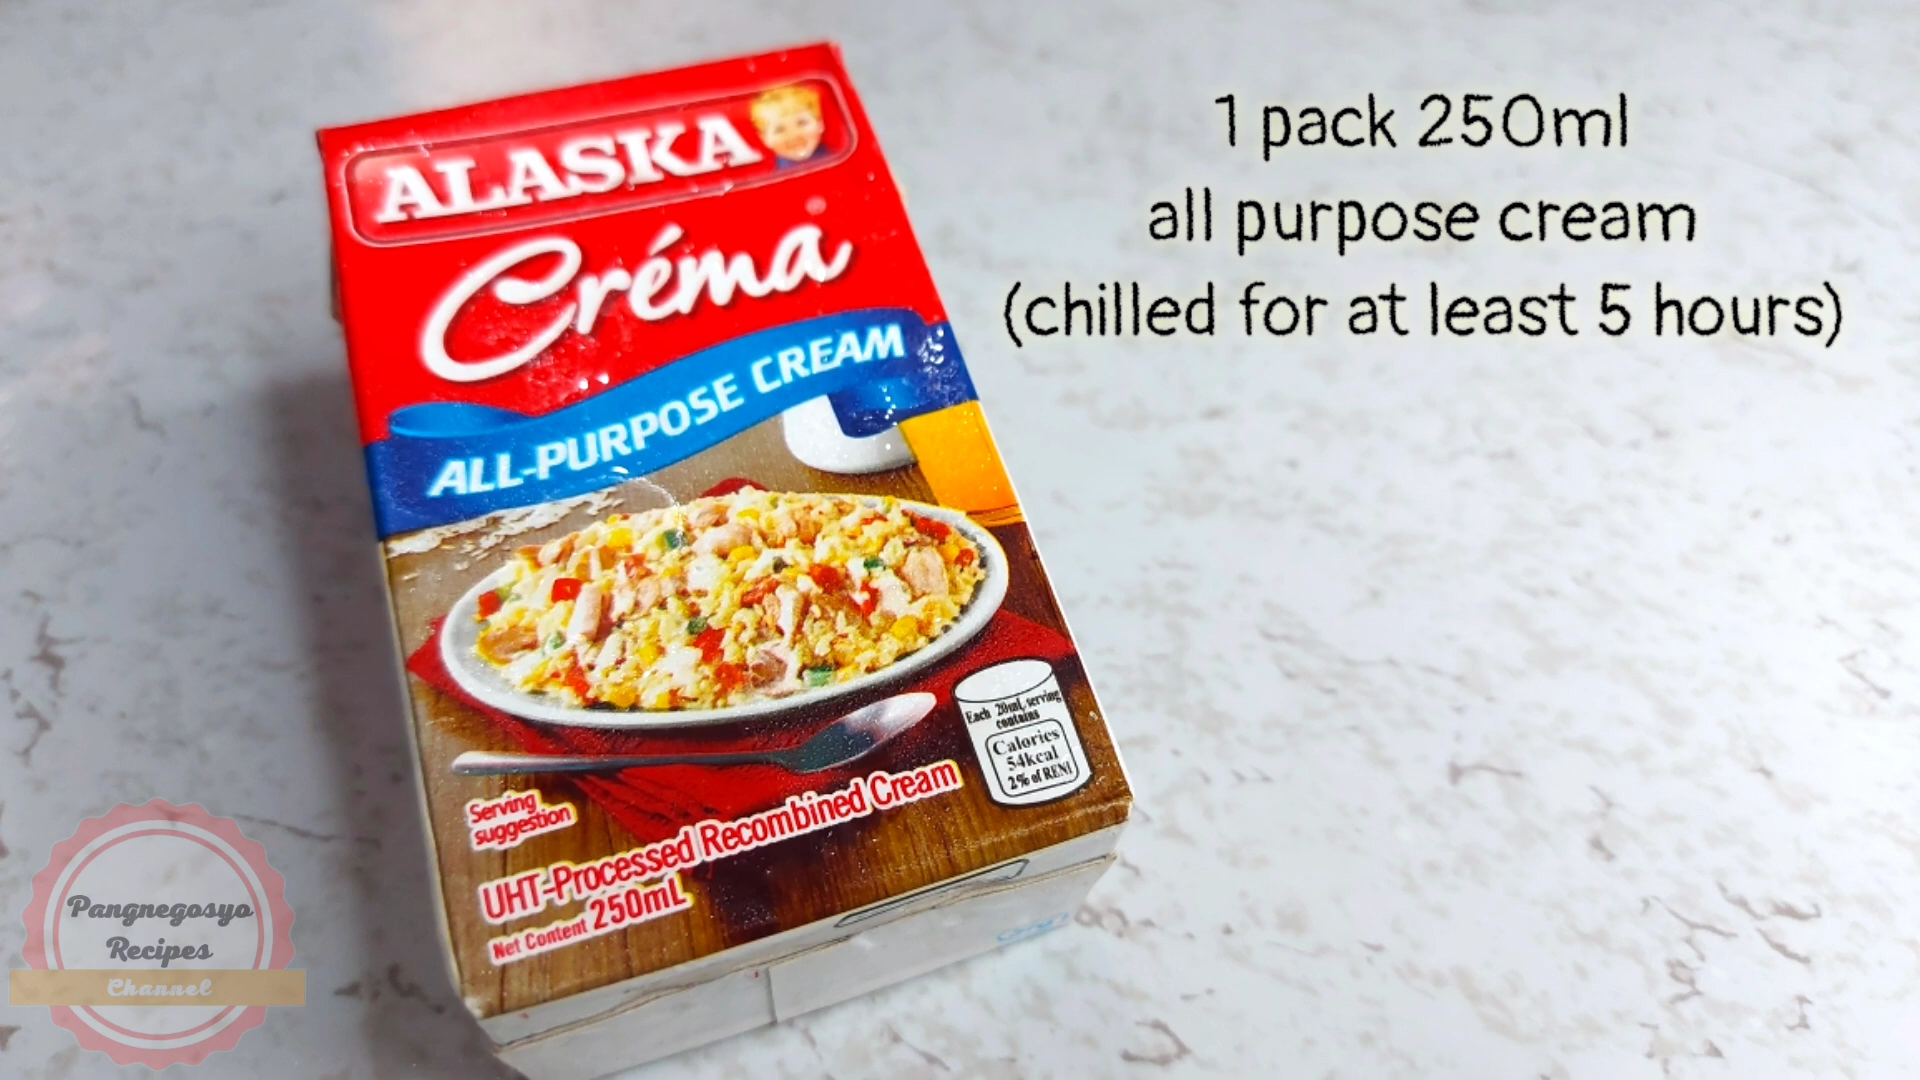 ALASKA
Créma®
ALL-PURPOSE CREAM
Each 20mL serving
contains
Calories
54kcal
2% of RENI
Serving
suggestion
UHT-Processed Recombined Cream
Net Content 250mL
1 pack 250ml
all purpose cream
(chilled for at least 5 hours)
Pangnegosyo
Recipes
Channel